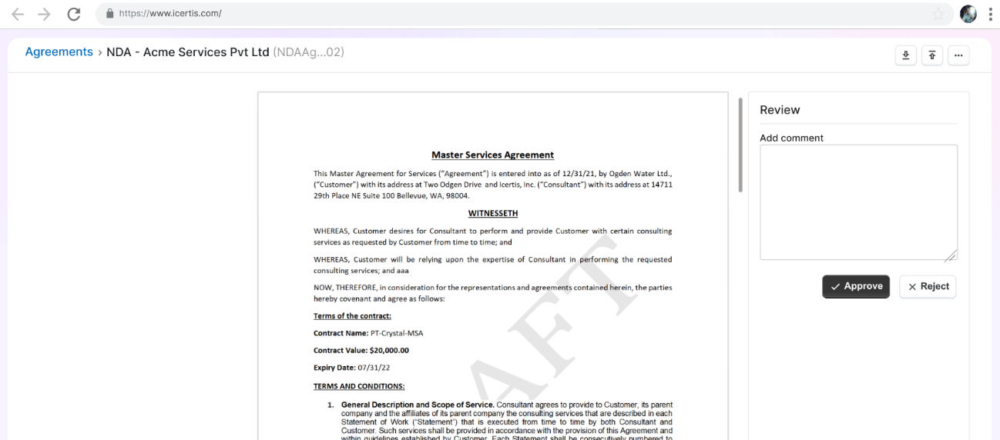 https://www.icertis.com/
Agreements › NDA - Acme Services Pvt Ltd (NDAAg...02)
Review
Add comment
Approve
Reject
Master Services Agreement
This Master Agreement for Services (“Agreement”) is entered into as of 12/31/21, by Ogden Water Ltd.,
(“Customer”) with its address at Two Odgen Drive and Icertis, Inc. (“Consultant”) with its address at 14711
29th Place NE Suite 100 Bellevue, WA, 98004.
WITNESSETH
WHEREAS, Customer desires for Consultant to perform and provide Customer with certain consulting
services as requested by Customer from time to time; and
WHEREAS, Customer will be relying upon the expertise of Consultant in performing the requested
consulting services; and aaa
NOW, THEREFORE, in consideration for the representations and agreements contained herein, the parties
hereby covenant and agree as follows:
Terms of the contract:
Contract Name: PT-Crystal-MSA
Contract Value: $20,000.00
Expiry Date: 07/31/22
TERMS AND CONDITIONS:
1. General Description and Scope of Service. Consultant agrees to provide to Customer, its parent
company and the affiliates of its parent company the consulting services that are described in each
Statement of Work (“Statement”) that is executed from time to time by both Consultant and
Customer. Such services shall be provided in accordance with the provision of this Agreement and
within guidelines established by Customer. Each Statement shall be consecutively numbered to
AFT